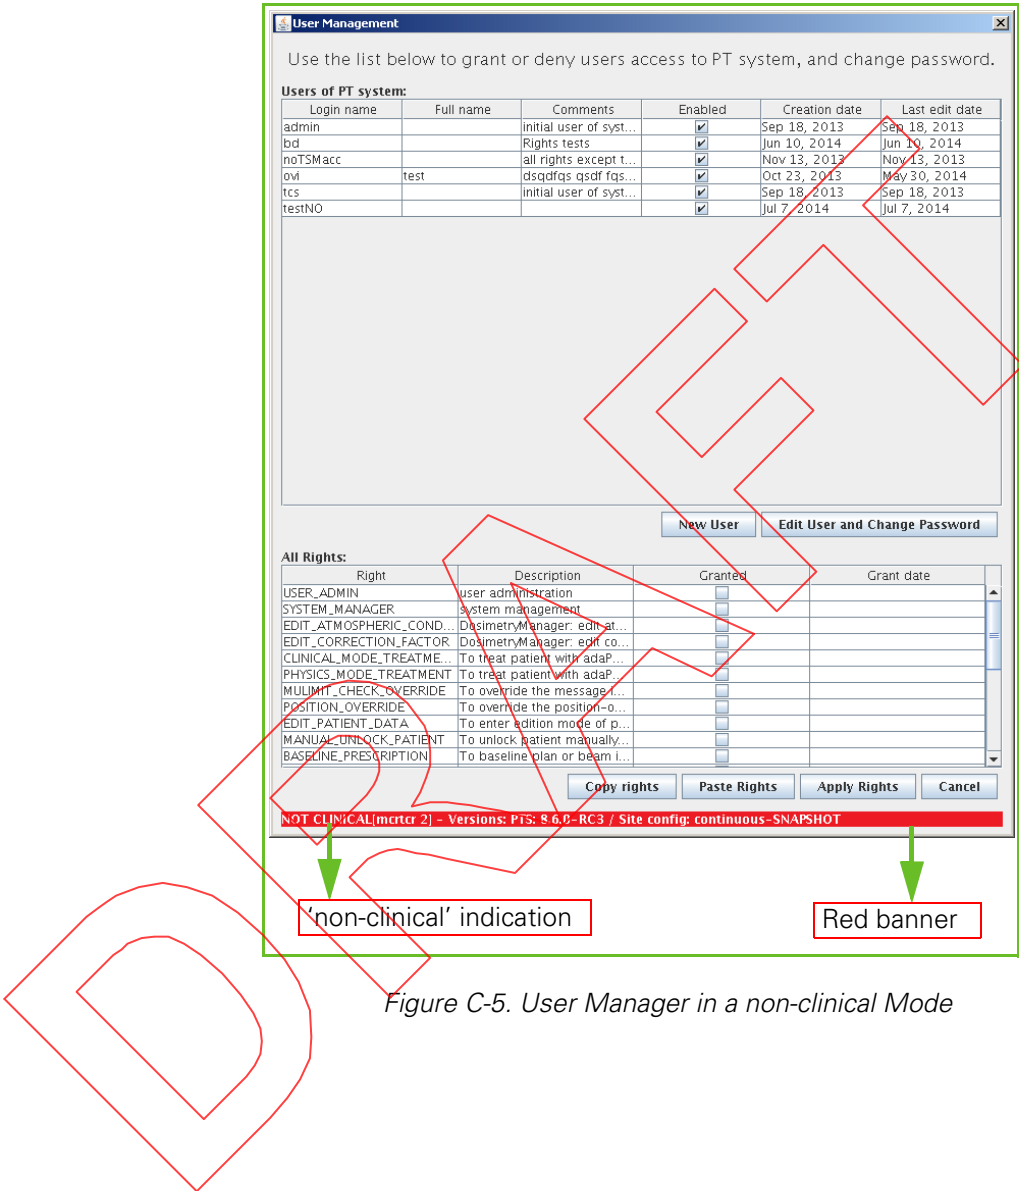 User Management
Use the list below to grant or deny users access to PT system, and change password.
Users of PT system:
Login name Full name Comments Enabled Creation date Last edit date
admin initial user of syst... Sep 18, 2013 Sep 18, 2013
bd Rights tests Jun 10, 2014 Jun 10, 2014
noTSMacc all rights except t... Nov 13, 2013 Nov 13, 2013
ovi test dsqdfqs qsdf fqs... Oct 23, 2013 May 30, 2014
tcs initial user of syst... Sep 18, 2013 Sep 18, 2013
testNO Jul 7, 2014 Jul 7, 2014
New User Edit User and Change Password
All Rights:
Right Description Granted Grant date
USER_ADMIN user administration
SYSTEM_MANAGER system management
EDIT_ATMOSPHERIC_COND... DosimetryManager: edit at...
EDIT_CORRECTION_FACTOR DosimetryManager: edit co...
CLINICAL_MODE_TREATME... To treat patient with adaP...
PHYSICS_MODE_TREATMENT To treat patient with adaP...
MULIMIT_CHECK_OVERRIDE To override the message i...
POSITION_OVERRIDE To override the position-o...
EDIT_PATIENT_DATA To enter edition mode of p...
MANUAL_UNLOCK_PATIENT To unlock patient manually...
BASELINE_PRESCRIPTION To baseline plan or beam i...
Copy rights Paste Rights Apply Rights Cancel
NOT CLINICAL[mcrtcr 2] - Versions: PTS: 8.6.0-RC3 / Site config: continuous-SNAPSHOT
'non-clinical' indication
Red banner
Figure C-5. User Manager in a non-clinical Mode
DRAFT